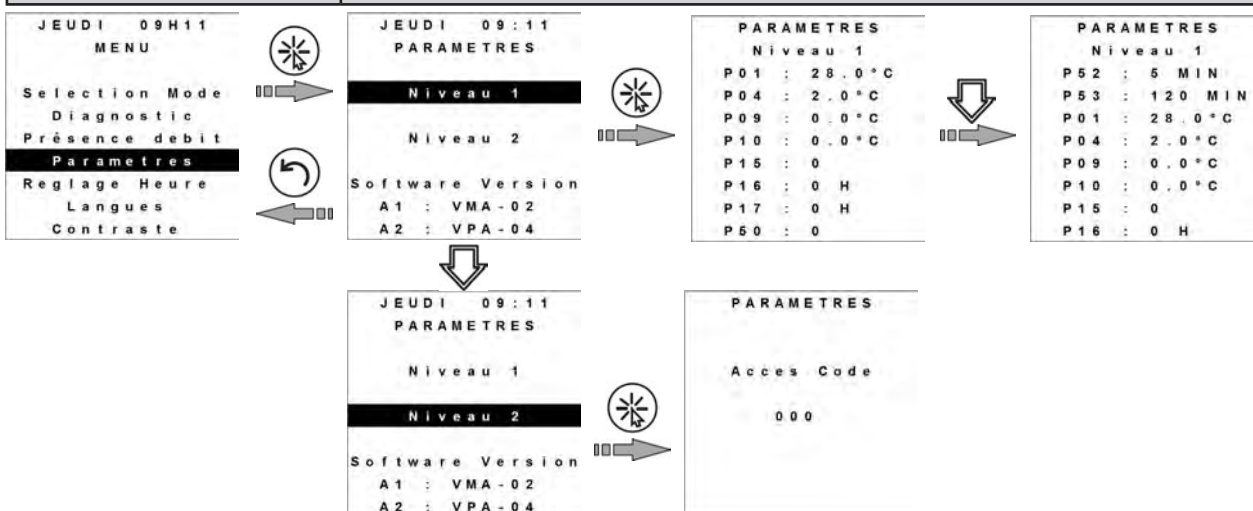 JEUDI 09H11
MENU
Selection Mode
Diagnostic
Présence debit
Parametres
Reglage Heure
Langues
Contraste
JEUDI 09:11
PARAMETRES
Niveau 1
Niveau 2
Software Version
A1 : VMA-02
A2 : VPA-04
PARAMETRES
Niveau 1
P01 : 28.0°C
P04 : 2.0°C
P09 : 0.0°C
P10 : 0.0°C
P15 : 0
P16 : 0 H
P17 : 0 H
P50 : 0
PARAMETRES
Niveau 1
P52 : 5 MIN
P53 : 120 MIN
P01 : 28.0°C
P04 : 2.0°C
P09 : 0.0°C
P10 : 0.0°C
P15 : 0
P16 : 0 H
JEUDI 09:11
PARAMETRES
Niveau 1
Niveau 2
Software Version
A1 : VMA-02
A2 : VPA-04
PARAMETRES
Acces Code
000